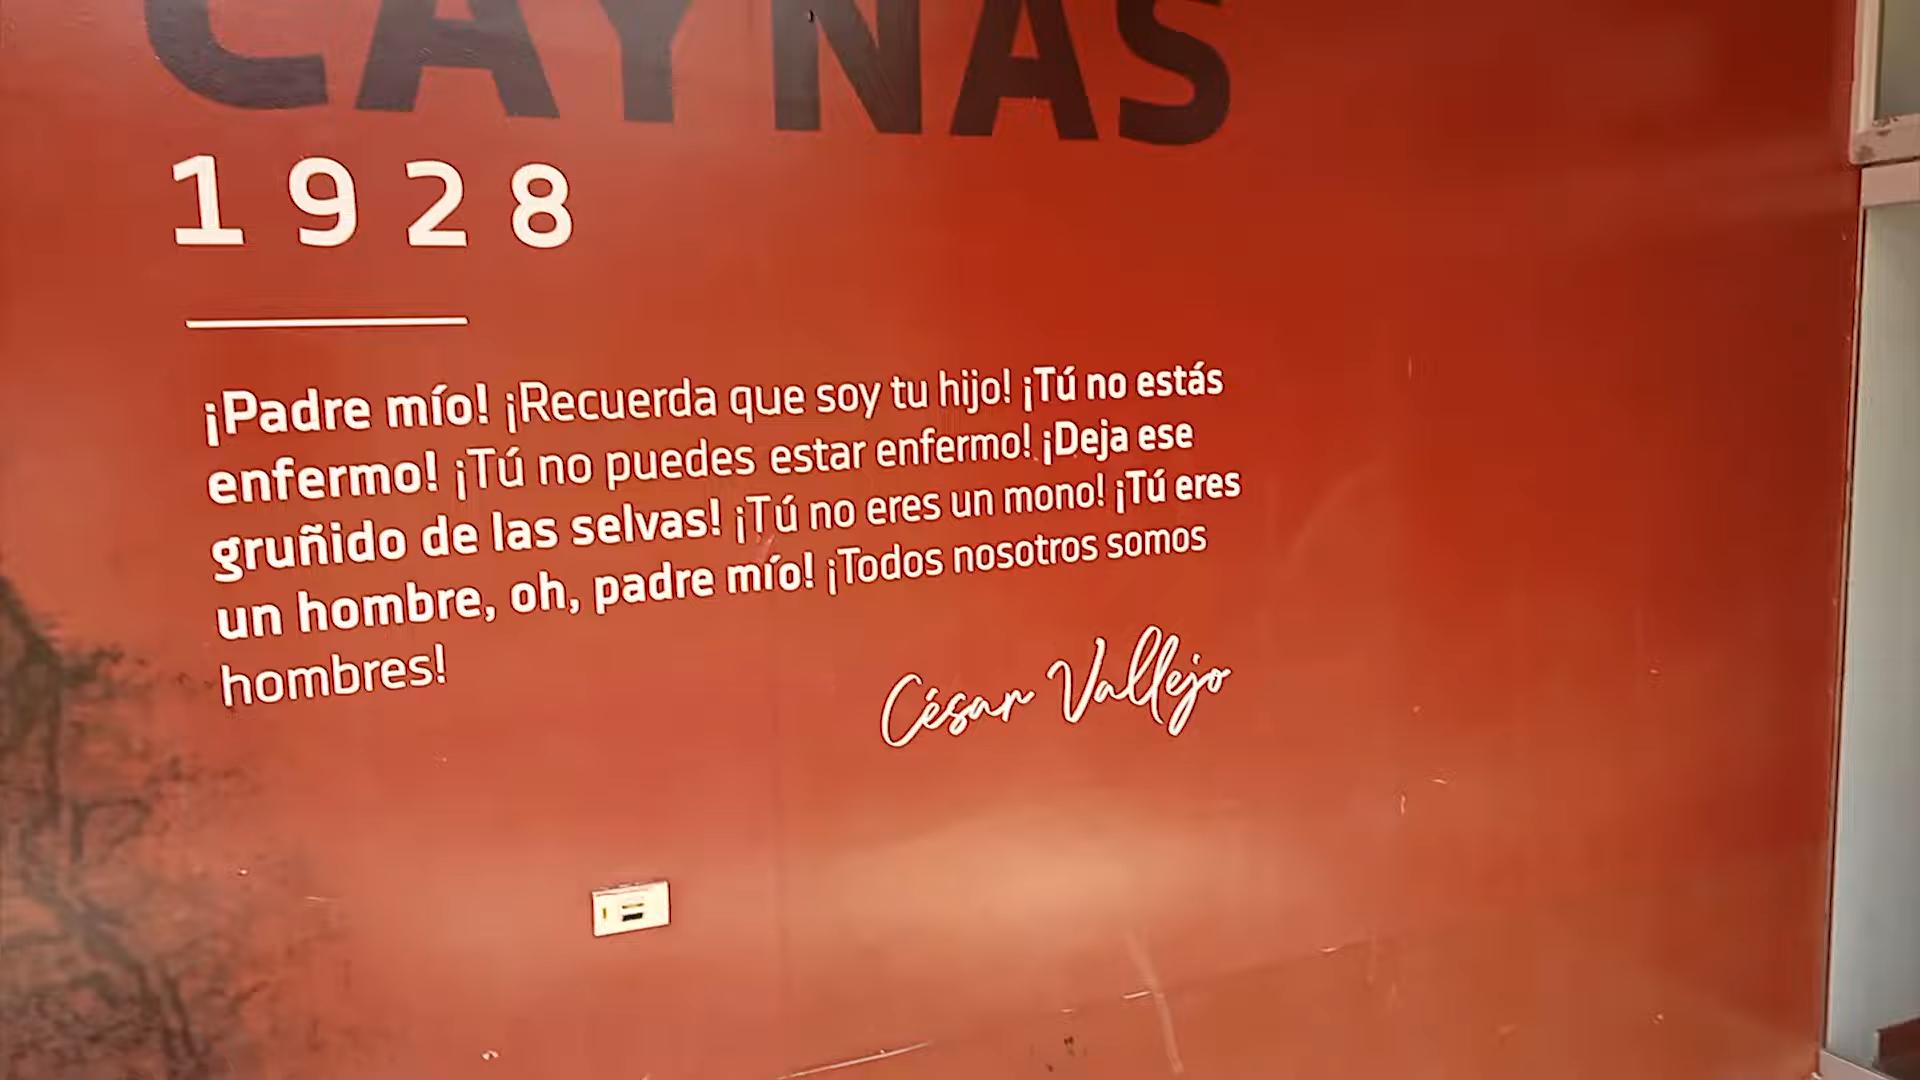 CAYNAS
1928
¡Padre mío! ¡Recuerda que soy tu hijo! ¡Tú no estás
enfermo! ¡Tú no puedes estar enfermo! ¡Deja ese
gruñido de las selvas! ¡Tú no eres un mono! ¡Tú eres
un hombre, oh, padre mío! ¡Todos nosotros somos
hombres!
César Vallejo